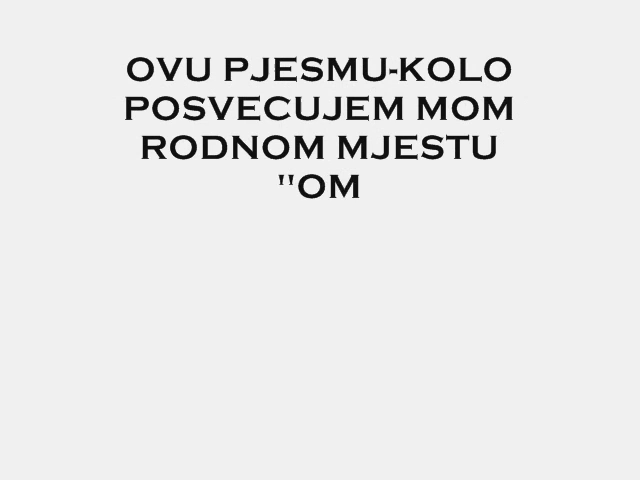 OVU PJESMU-KOLO
POSVECUJEM MOM
RODNOM MJESTU
"OM